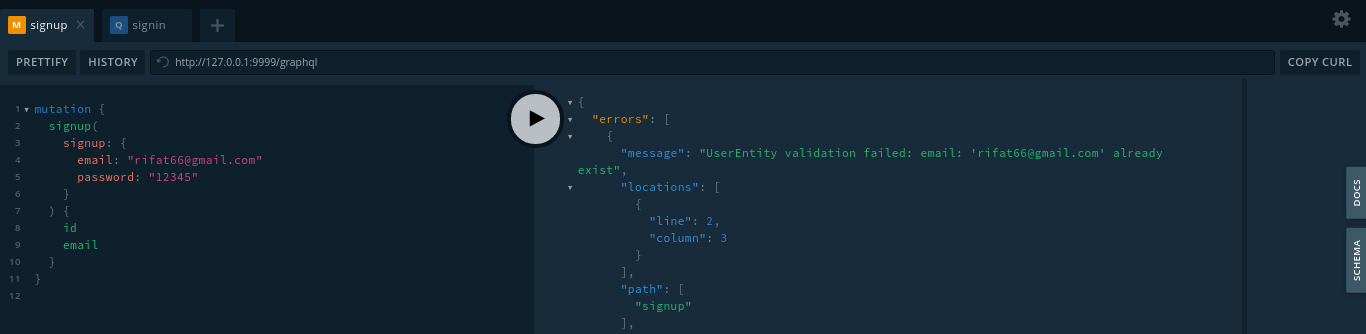 M signup ×
Q signin
+
PRETTIFY
HISTORY
http://127.0.0.1:9999/graphql
COPY CURL
1 mutation {
2 signup(
3 signup: {
4 email: "rifat66@gmail.com"
5 password: "12345"
6 }
7 ) {
8 id
9 email
10 }
11 }
12
{
"errors": [
{
"message": "UserEntity validation failed: email: 'rifat66@gmail.com' already
exist",
"locations": [
{
"line": 2,
"column": 3
}
],
"path": [
"signup"
],
DOCS
SCHEMA